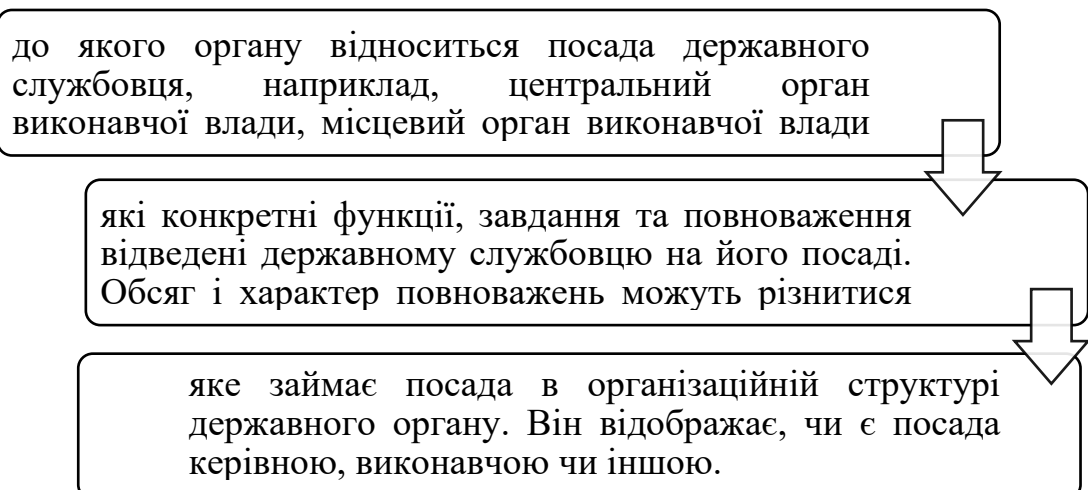 до якого органу відноситься посада державного
службовця, наприклад, центральний орган
виконавчої влади, місцевий орган виконавчої влади
які конкретні функції, завдання та повноваження
відведені державному службовцю на його посаді.
Обсяг і характер повноважень можуть різнитися
яке займає посада в організаційній структурі
державного органу. Він відображає, чи є посада
керівною, виконавчою чи іншою.